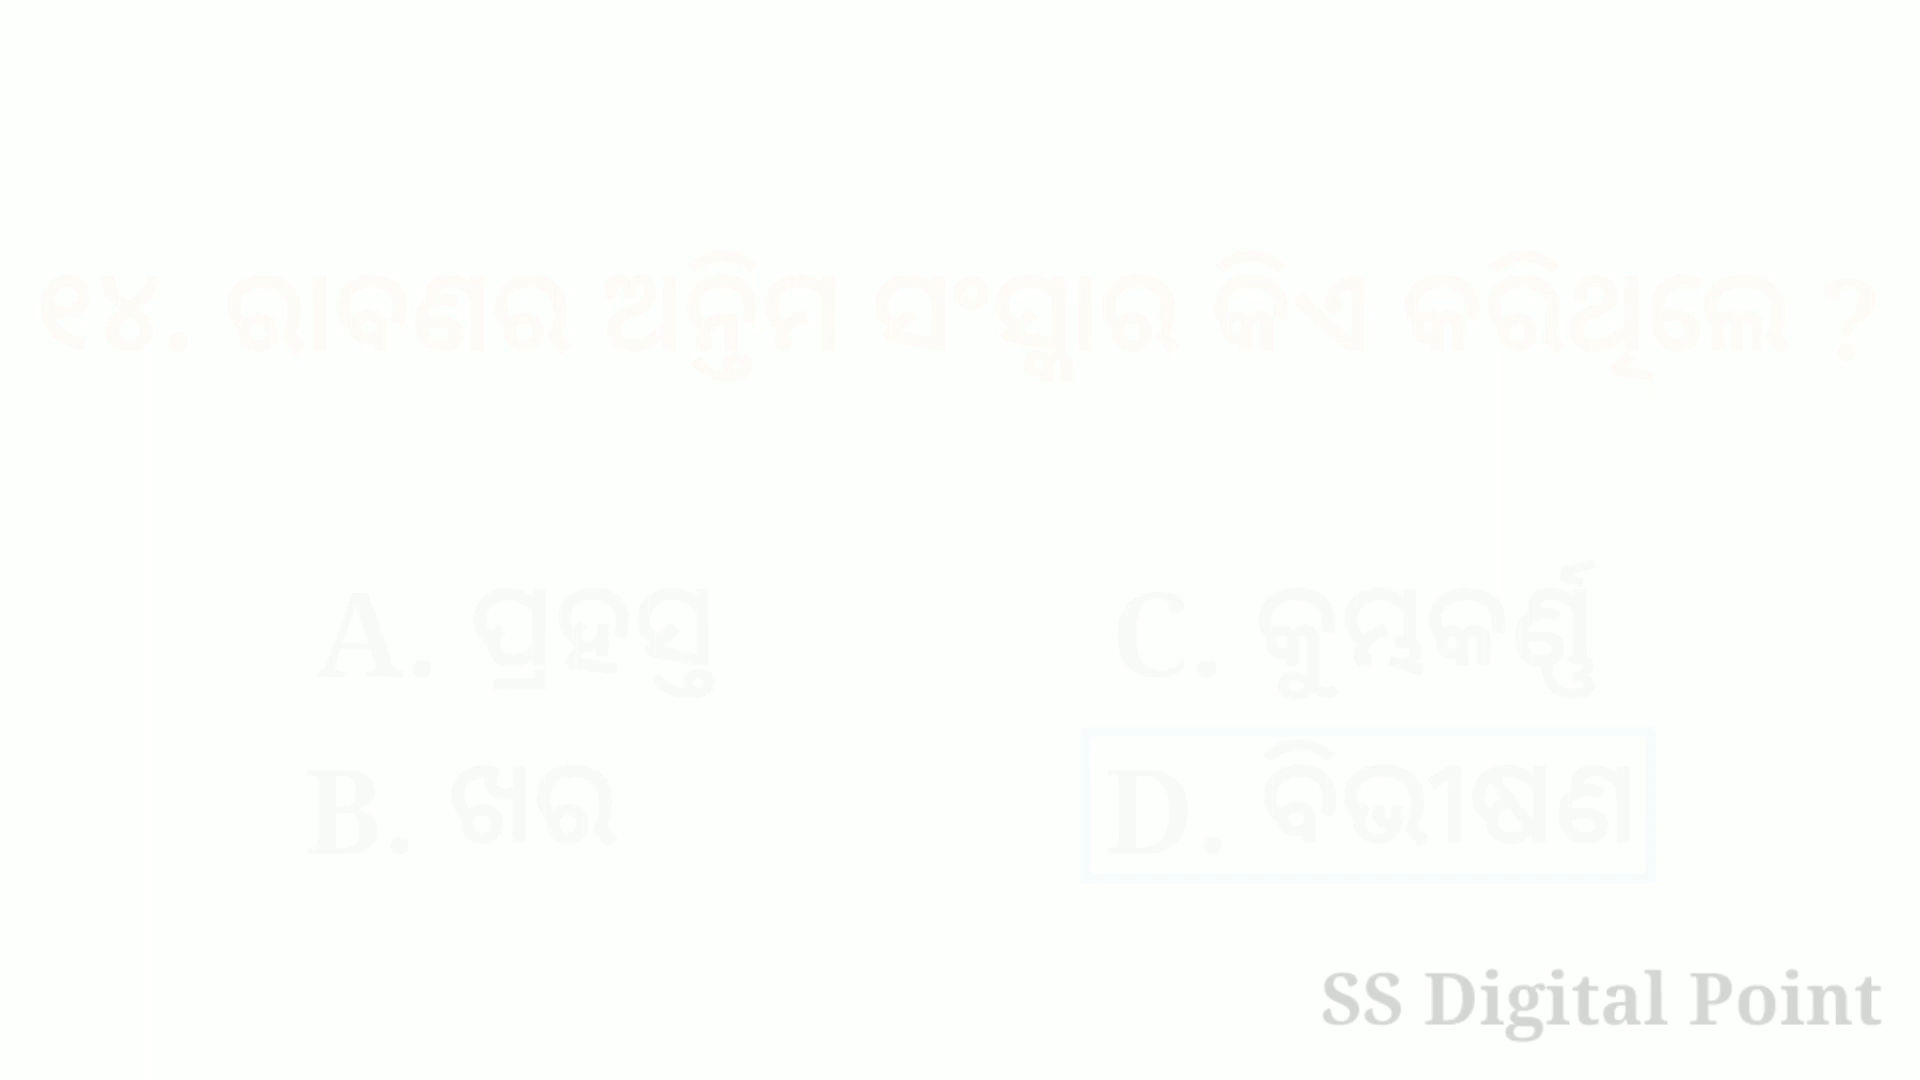 ୧୪. ରାବଣର ଅନ୍ତିମ ସଂସ୍କାର କିଏ କରିଥିଲେ ?
A. ପ୍ରହସ୍ତ
B. ଖର
C. କୁମ୍ଭକର୍ଣ୍ଣ
D. ବିଭୀଷଣ
SS Digital Point